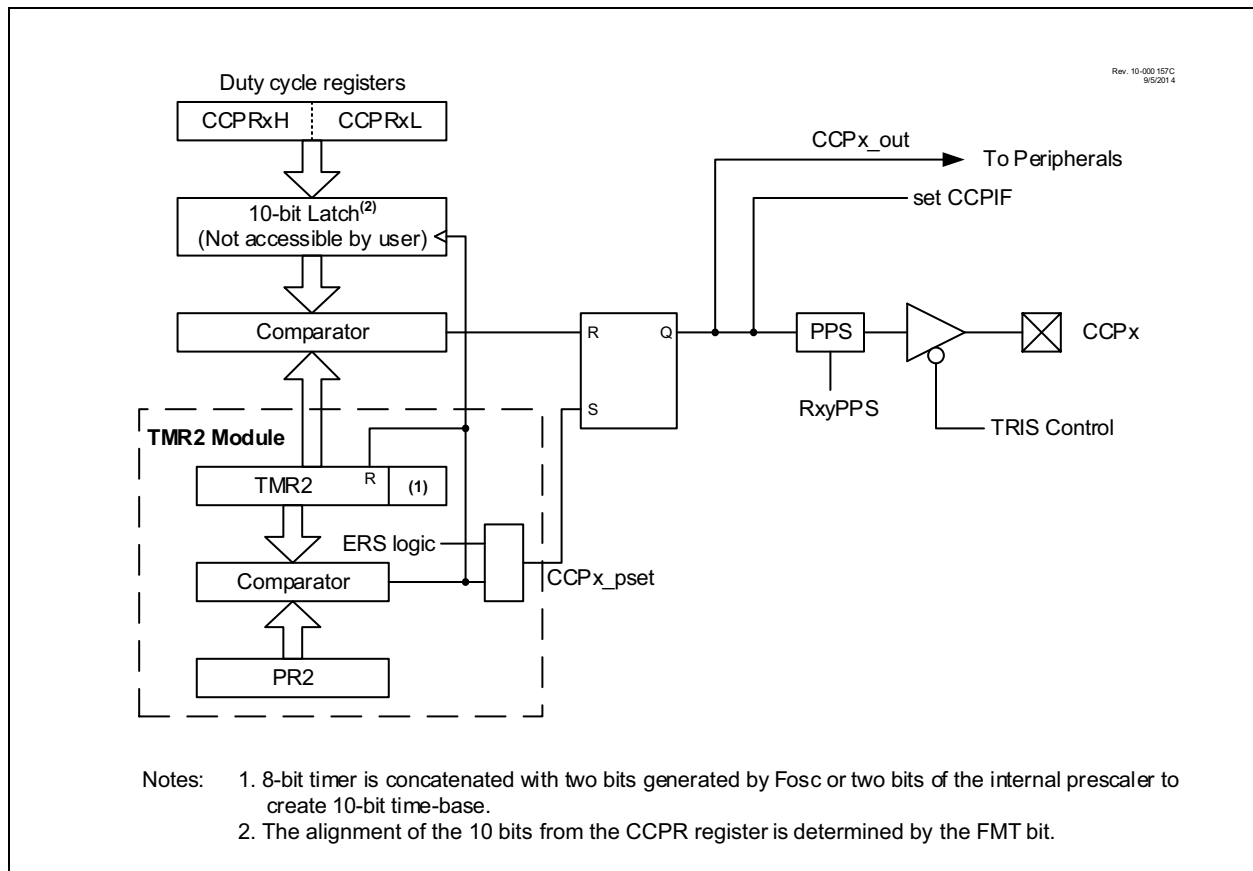 Rev. 10-000 157C
9/5/2014
Duty cycle registers
CCPRxH
CCPRxL
CCPx_out
To Peripherals
set CCPIF
10-bit Latch(2)
(Not accessible by user)
Comparator
R
Q
S
PPS
CCPx
RxyPPS
TRIS Control
TMR2 Module
TMR2
R
(1)
ERS logic
CCPx_pset
Comparator
PR2
Notes: 1. 8-bit timer is concatenated with two bits generated by Fosc or two bits of the internal prescaler to
create 10-bit time-base.
2. The alignment of the 10 bits from the CCPR register is determined by the FMT bit.